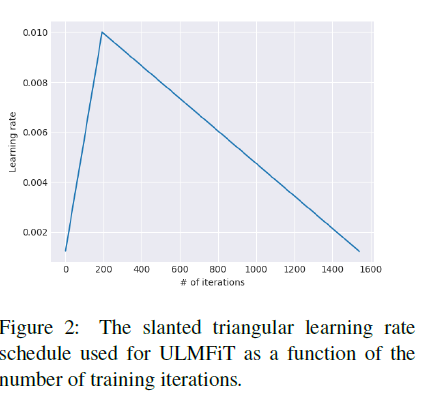 0.010
0.008
0.006
0.004
0.002
Learning rate
0 200 400 600 800 1000 1200 1400 1600
# of iterations
Figure 2: The slanted triangular learning rate
schedule used for ULMFiT as a function of the
number of training iterations.